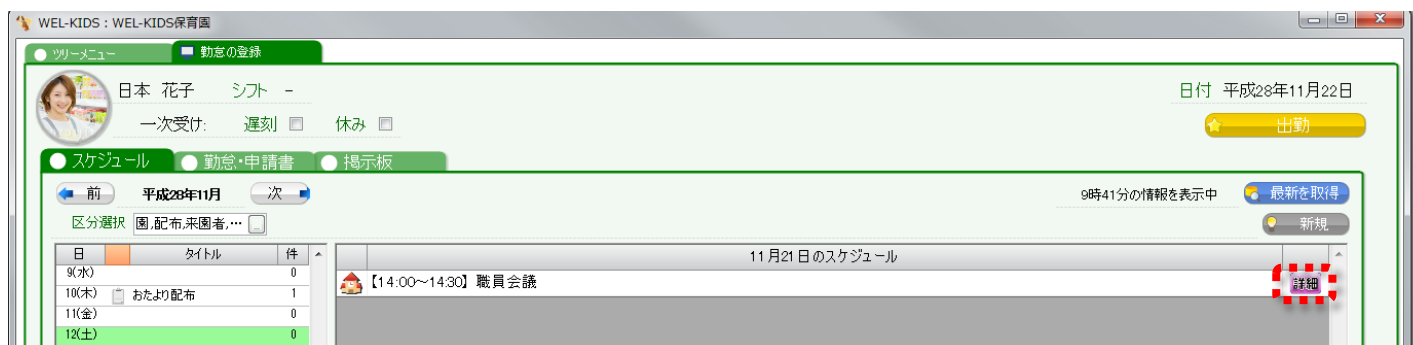 WEL-KIDS：WEL-KIDS保育園
ツリーメニュー 勤怠の登録
日本 花子 シフト - 日付 平成28年11月22日
一次受け: 遅刻 休み 出勤
スケジュール 勤怠・申請書 掲示板
前 平成28年11月 次 9時41分の情報を表示中 最新を取得
区分選択 園,配布,来園者,… 新規
日 タイトル 件 11月21日のスケジュール
9(水) 0 【14:00～14:30】職員会議 詳細
10(木) おたより配布 1
11(金) 0
12(土) 0